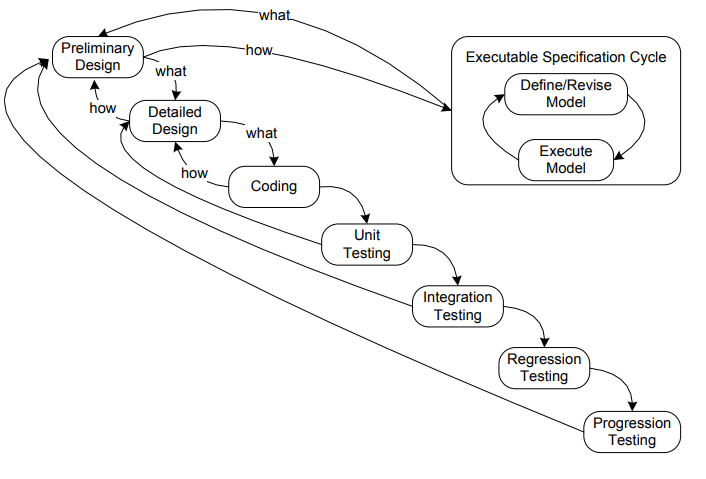 what
Preliminary
Design
how
Executable Specification Cycle
what
Define/Revise
Model
how
Detailed
Design
what
Execute
Model
how
Coding
Unit
Testing
Integration
Testing
Regression
Testing
Progression
Testing